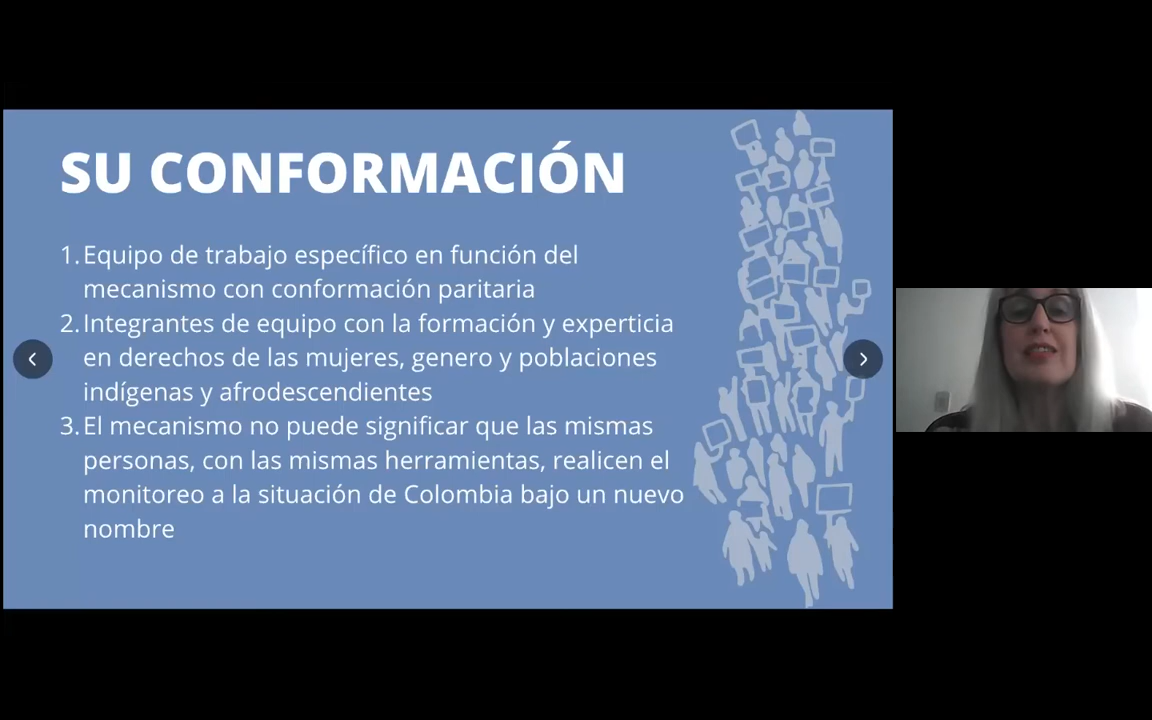 SU CONFORMACIÓN
1. Equipo de trabajo específico en función del
mecanismo con conformación paritaria
2. Integrantes de equipo con la formación y experticia
en derechos de las mujeres, genero y poblaciones
indígenas y afrodescendientes
3. El mecanismo no puede significar que las mismas
personas, con las mismas herramientas, realicen el
monitoreo a la situación de Colombia bajo un nuevo
nombre